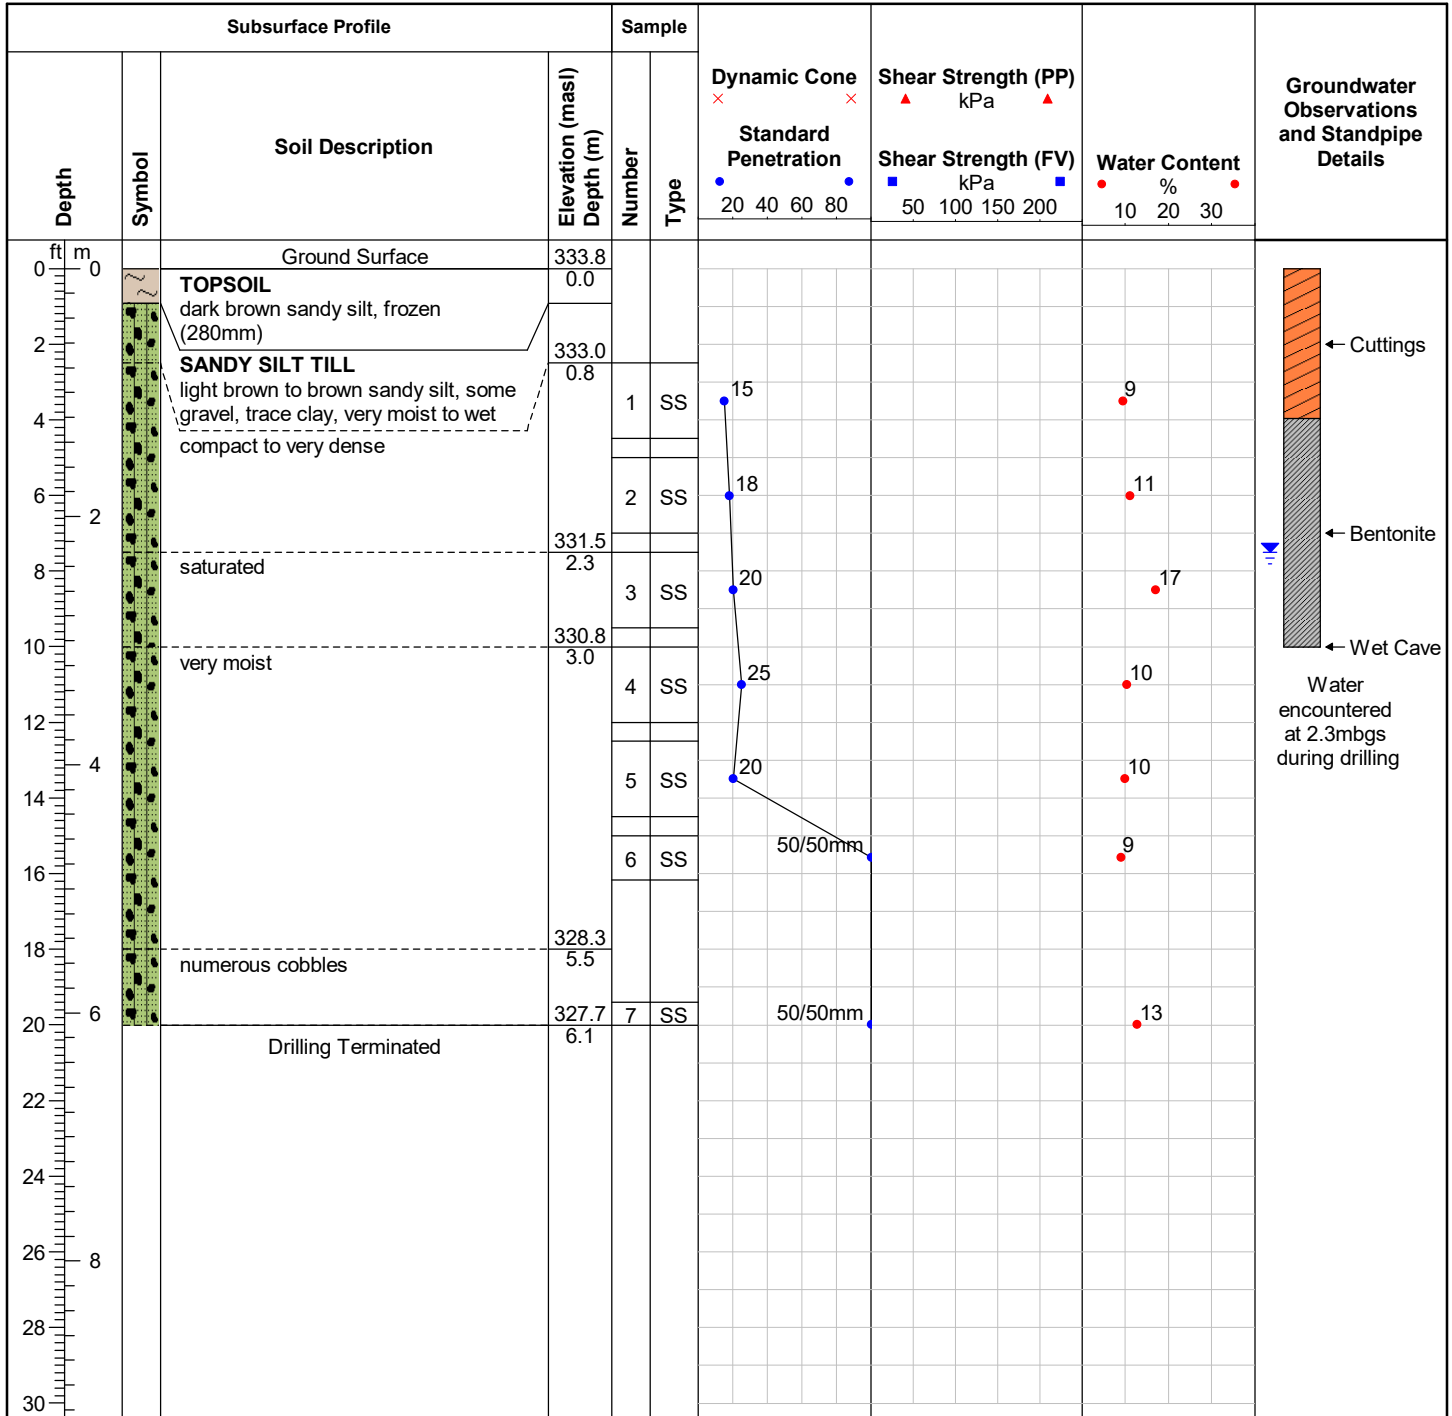 Subsurface Profile
Sample
Depth
Symbol
Soil Description
Elevation (masl)
Depth (m)
Number
Type
Dynamic Cone
Standard
Penetration
20 40 60 80
Shear Strength (PP)
kPa
Shear Strength (FV)
kPa
50 100 150 200
Water Content
%
10 20 30
Groundwater
Observations
and Standpipe
Details
ft m
0 0
2
4
6
2
8
10
12
4
14
16
18
6
20
22
24
26
8
28
30
Ground Surface
333.8
0.0
TOPSOIL
dark brown sandy silt, frozen
(280mm)
333.0
0.8
SANDY SILT TILL
light brown to brown sandy silt, some
gravel, trace clay, very moist to wet
compact to very dense
331.5
2.3
saturated
330.8
3.0
very moist
328.3
5.5
numerous cobbles
327.7
6.1
Drilling Terminated
1 SS
15
9
2 SS
18
11
3 SS
20
17
4 SS
25
10
5 SS
20
10
6 SS
50/50mm
9
7 SS
50/50mm
13
Cuttings
Bentonite
Wet Cave
Water
encountered
at 2.3mbgs
during drilling